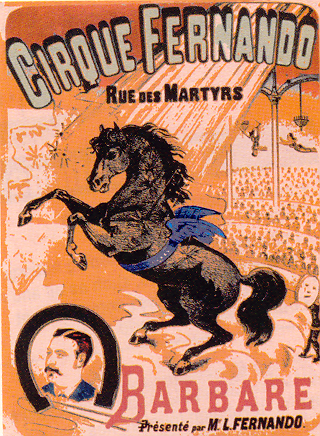 CIRQUE FERNANDO
RUE DES MARTYRS
BARBARE
Présenté par M. L. FERNANDO.